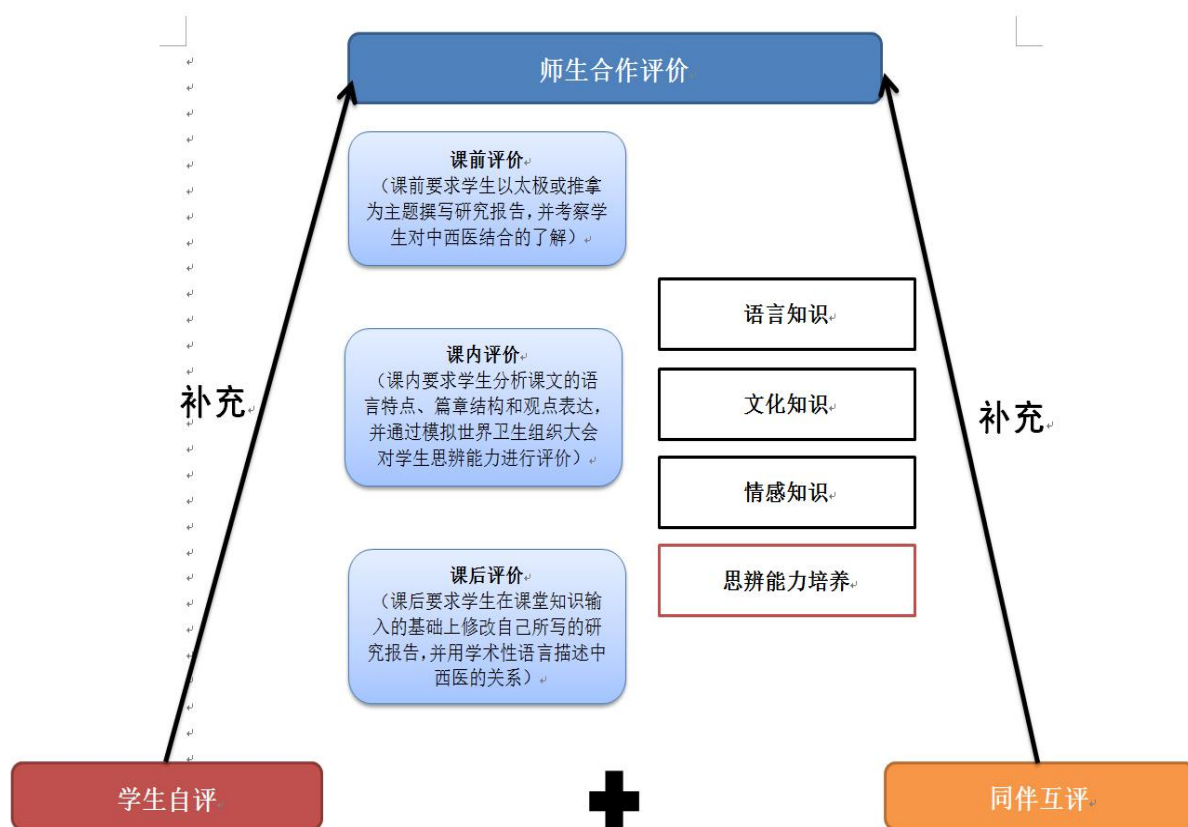 师生合作评价
课前评价
（课前要求学生以太极或推拿
为主题撰写研究报告，并考察学
生对中西医结合的了解）
课内评价
（课内要求学生分析课文的语
言特点、篇章结构和观点表达，
并通过模拟世界卫生组织大会
对学生思辨能力进行评价）
课后评价
（课后要求学生在课堂知识输
入的基础上修改自己所写的研
究报告，并用学术性语言描述中
西医的关系）
语言知识
文化知识
情感知识
思辨能力培养
补充
补充
学生自评
同伴互评